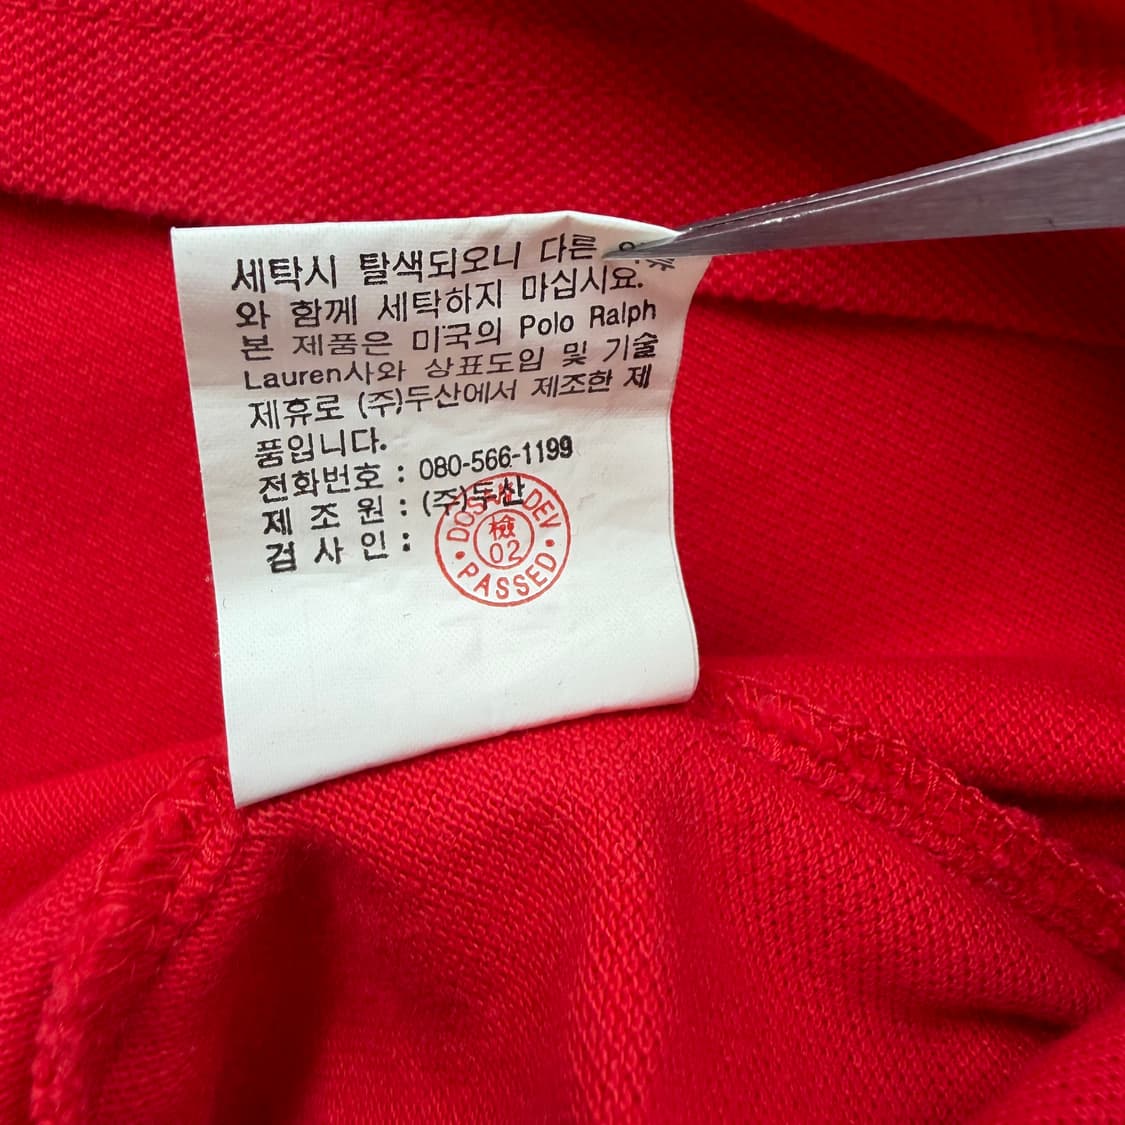 세탁시 탈색되오니 다른 의류
와 함께 세탁하지 마십시요.
본 제품은 미국의 Polo Ralph
Lauren사와 상표도입 및 기술
제휴로 (주)두산에서 제조한 제
품입니다.
전화번호 : 080-566-1199
제 조 원 : (주)두산
검 사 인 :
DOSAN DEV
檢
02
PASSED